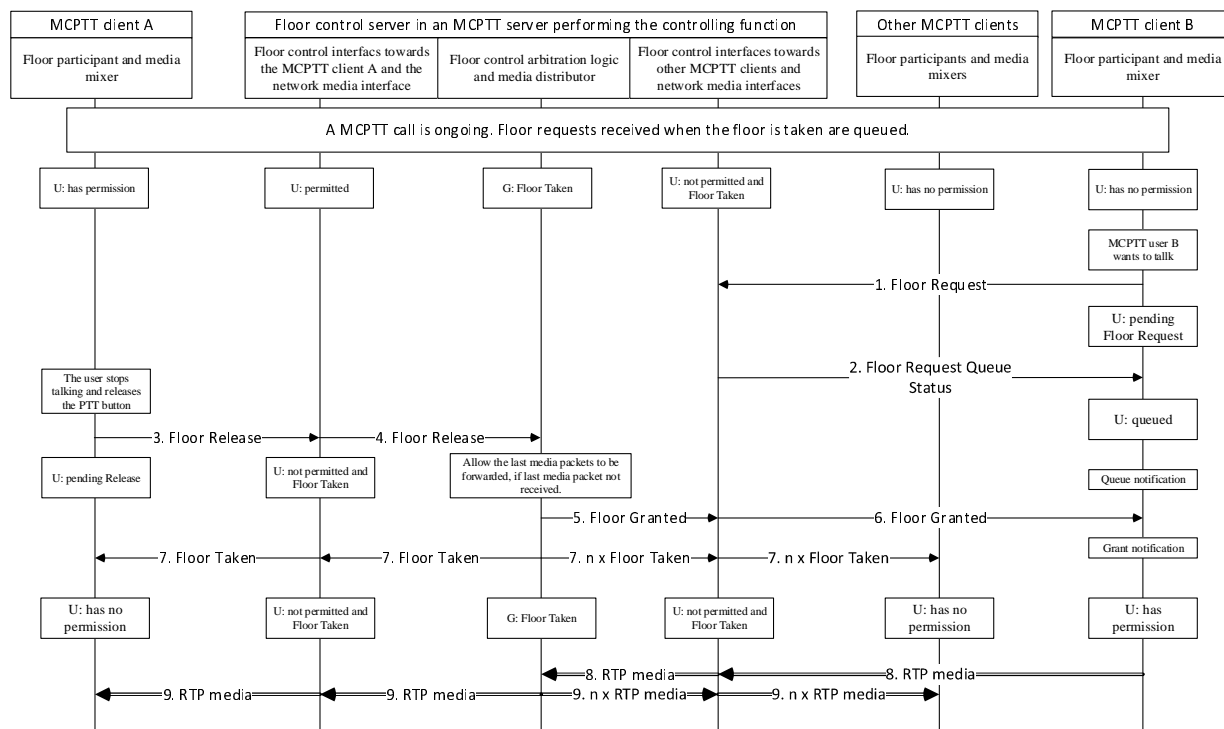 MCPTT client A
Floor control server in an MCPTT server performing the controlling function
Other MCPTT clients
MCPTT client B
Floor participant and media
mixer
Floor control interfacs towards
the MCPTT client A and the
network media interface
Floor control arbitration logic
and media distributor
Floor control interfaces towards
other MCPTT clients and
network media interfaces
Floor participants and media
mixers
Floor participant and media
mixer
A MCPTT call is ongoing. Floor requests received when the floor is taken are queued.
U: has permission
U: permitted
G: Floor Taken
U: not permitted and
Floor Taken
U: has no permission
U: has no permission
MCPTT user B
wants to tallk
1. Floor Request
U: pending
Floor Request
2. Floor Request Queue
Status
The user stops
talking and releases
the PTT button
U: queued
3. Floor Release
4. Floor Release
U: pending Release
U: not permitted and
Floor Taken
Allow the last media packets to be
forwarded, if last media packet not
received.
Queue notification
5. Floor Granted
6. Floor Granted
Grant notification
7. Floor Taken
7. Floor Taken
7. n x Floor Taken
7. n x Floor Taken
U: has no
permission
U: not permitted and
Floor Taken
G: Floor Taken
U: not permitted and
Floor Taken
U: has no
permission
U: has
permission
8. RTP media
8. RTP media
9. RTP media
9. RTP media
9. n x RTP media
9. n x RTP media